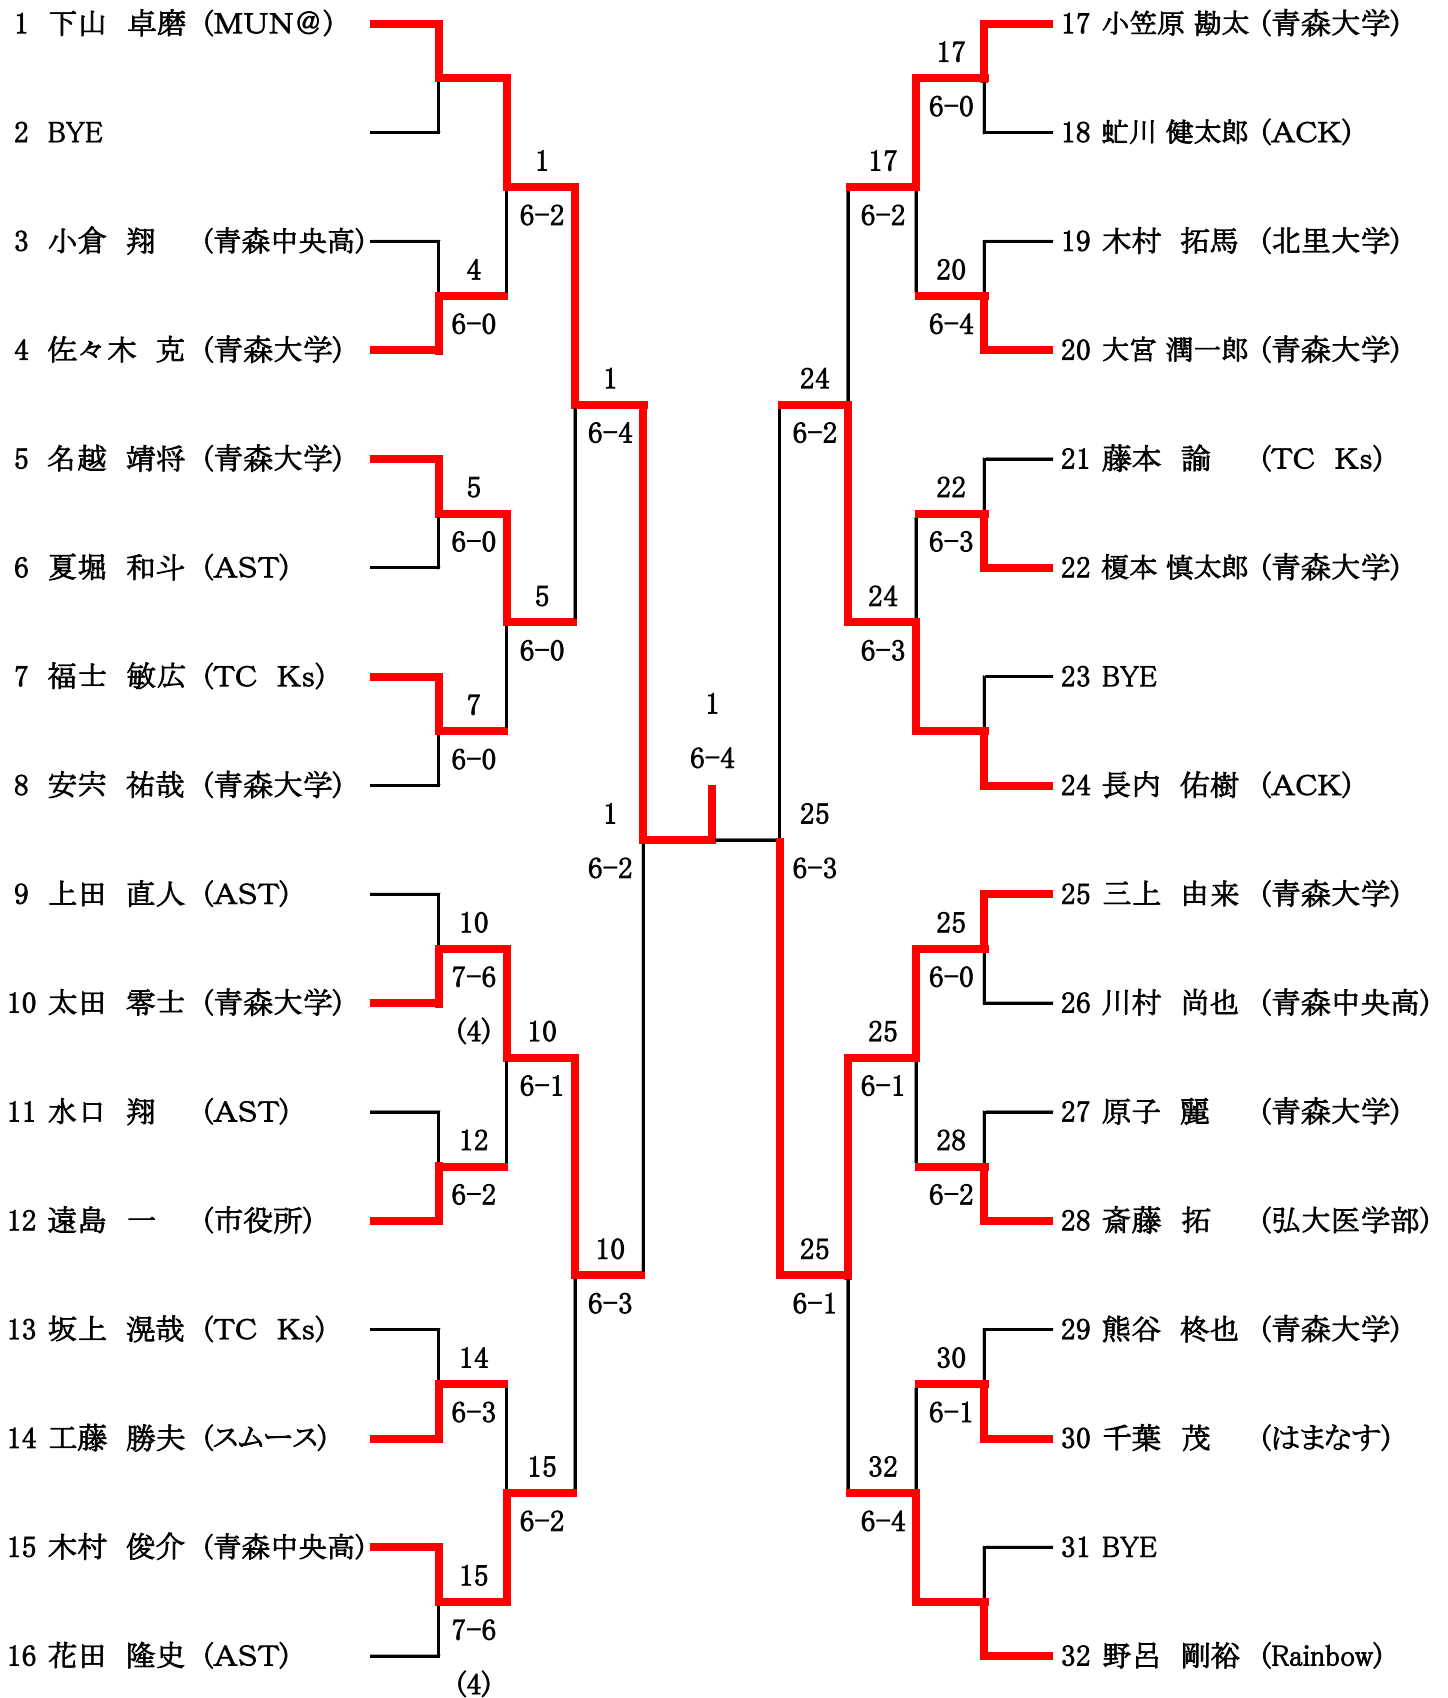 1 下山 卓磨 (MUN＠)
2 BYE
3 小倉 翔 (青森中央高)
4 佐々木 克 (青森大学)
5 名越 靖将 (青森大学)
6 夏堀 和斗 (AST)
7 福士 敏広 (TC Ks)
8 安宍 祐哉 (青森大学)
9 上田 直人 (AST)
10 太田 零士 (青森大学)
11 水口 翔 (AST)
12 遠島 一 (市役所)
13 坂上 滉哉 (TC Ks)
14 工藤 勝夫 (スムース)
15 木村 俊介 (青森中央高)
16 花田 隆史 (AST)
4
6-0
5
6-0
7
6-0
10
7-6
(4)
12
6-2
14
6-3
15
7-6
(4)
1
6-2
5
6-0
10
6-1
15
6-2
1
6-4
10
6-3
1
6-2
1
6-4
25
6-3
24
6-2
25
6-1
17
6-2
24
6-3
25
6-1
32
6-4
17
6-0
20
6-4
22
6-3
25
6-0
28
6-2
30
6-1
17 小笠原 勘太 (青森大学)
18 虻川 健太郎 (ACK)
19 木村 拓馬 (北里大学)
20 大宮 潤一郎 (青森大学)
21 藤本 諭 (TC Ks)
22 榎本 慎太郎 (青森大学)
23 BYE
24 長内 佑樹 (ACK)
25 三上 由来 (青森大学)
26 川村 尚也 (青森中央高)
27 原子 麗 (青森大学)
28 斎藤 拓 (弘大医学部)
29 熊谷 柊也 (青森大学)
30 千葉 茂 (はまなす)
31 BYE
32 野呂 剛裕 (Rainbow)